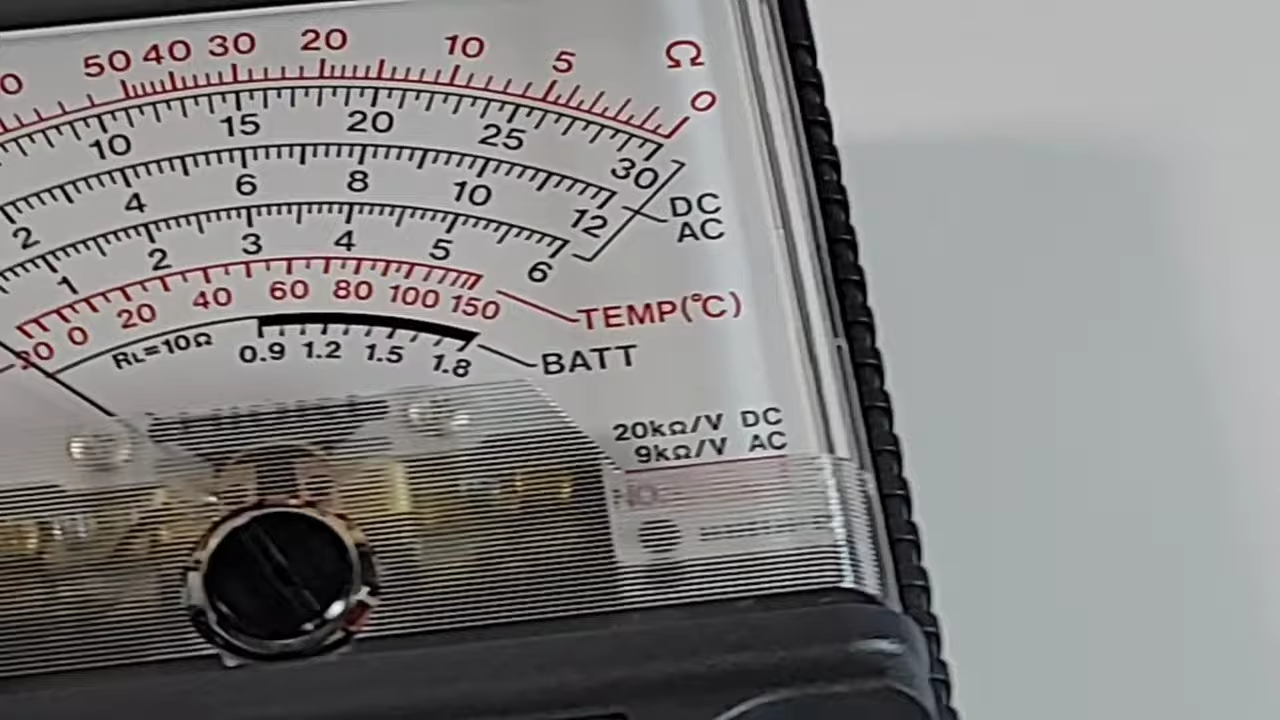 0 50 40 30 20 10 5 Ω
0
10 15 20 25 30
2 4 6 8 10 12
DC
AC
1 2 3 4 5 6
20 40 60 80 100 150
0
TEMP(℃)
RL=10Ω 0.9 1.2 1.5 1.8
BATT
20kΩ/V DC
9kΩ/V AC
NO.